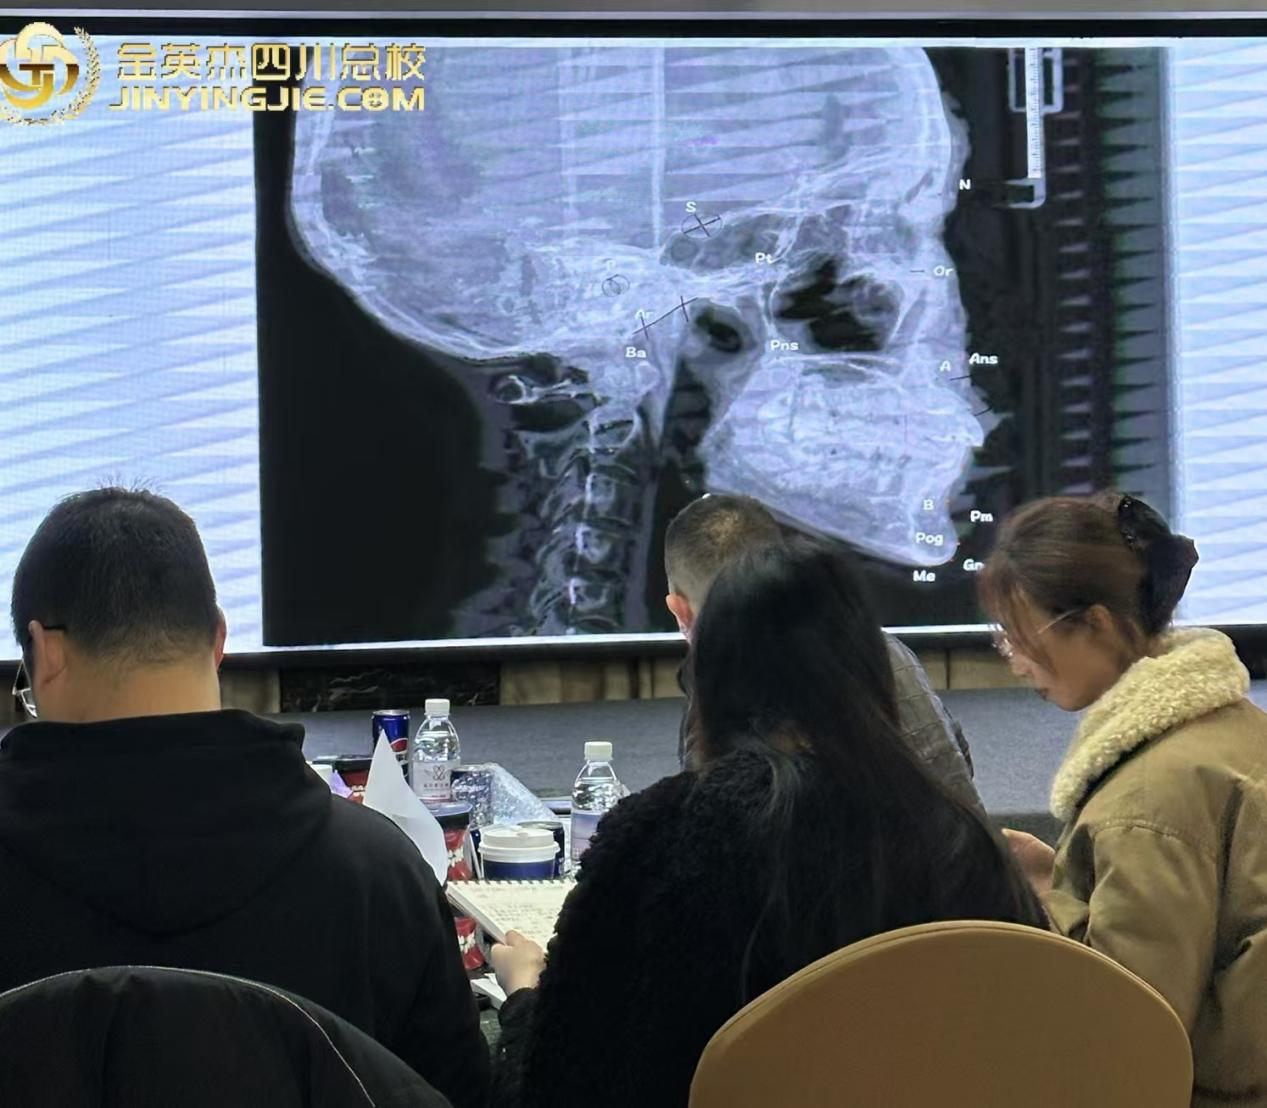 金英杰四川总校
JINYINGJIE.COM
N
S
Pt
Or
Ar
Ba
Pns
Ans
A
B
Pm
Pog
Me
Gn